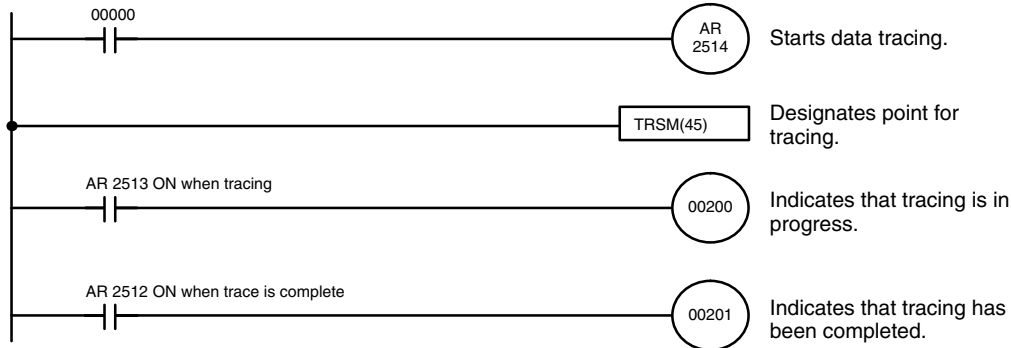 00000
AR
2514
Starts data tracing.
TRSM(45)
Designates point for
tracing.
AR 2513 ON when tracing
00200
Indicates that tracing is in
progress.
AR 2512 ON when trace is complete
00201
Indicates that tracing has
been completed.